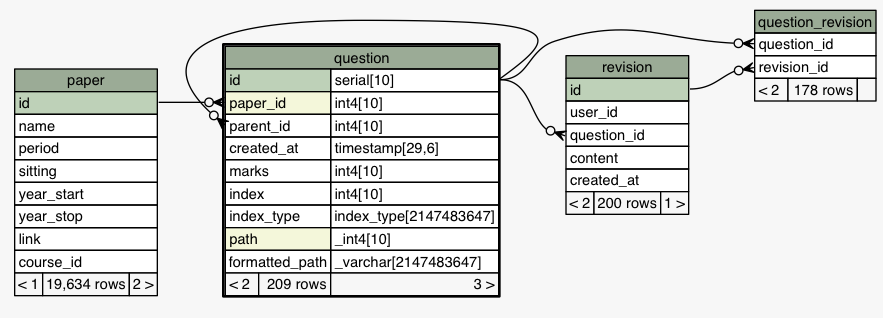 paper
id
name
period
sitting
year_start
year_stop
link
course_id
< 1 19,634 rows 2 >
question
id serial[10]
paper_id int4[10]
parent_id int4[10]
created_at timestamp[29,6]
marks int4[10]
index int4[10]
index_type index_type[2147483647]
path _int4[10]
formatted_path _varchar[2147483647]
< 2 209 rows 3 >
revision
id
user_id
question_id
content
created_at
< 2 200 rows 1 >
question_revision
question_id
revision_id
< 2 178 rows